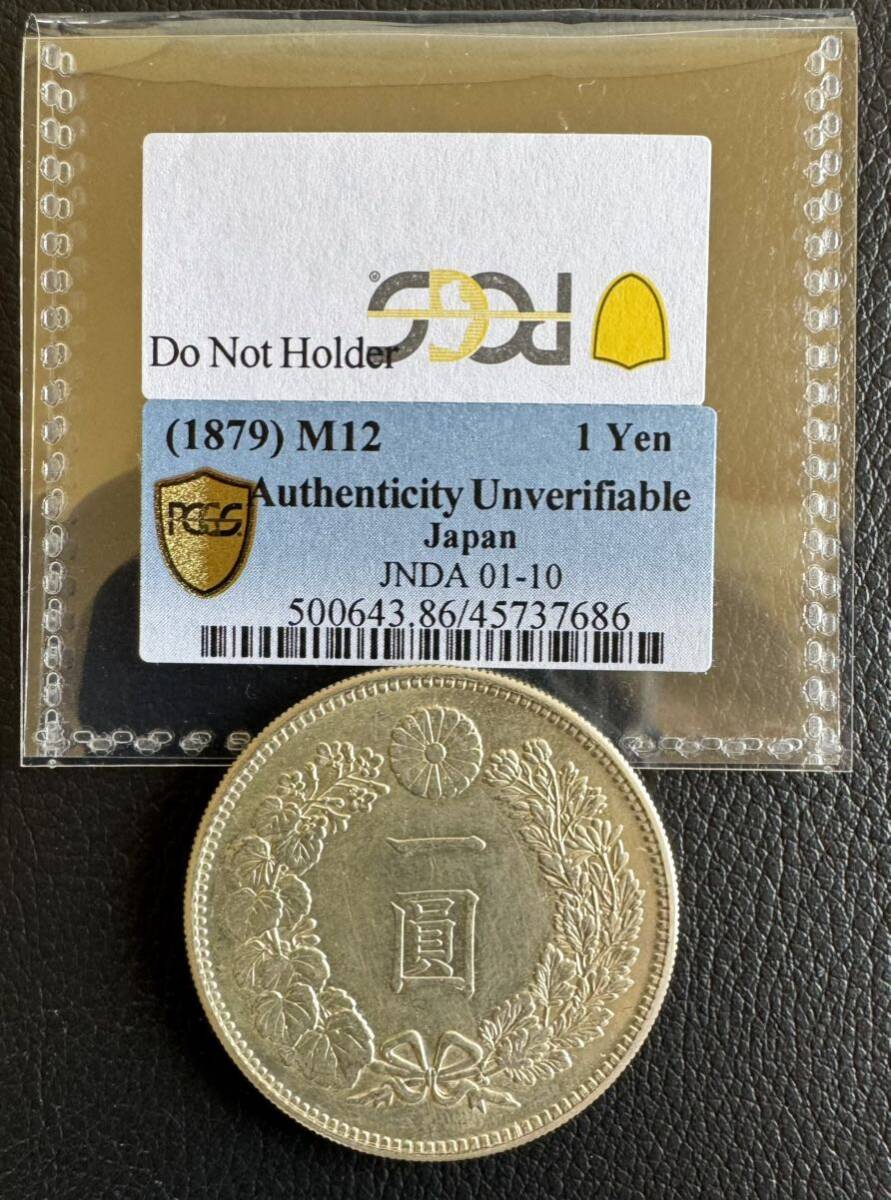 PCGS
Do Not Holder
(1879) M12 1 Yen
PCGS Authenticity Unverifiable
Japan
JNDA 01-10
500643.86/45737686
一
圓